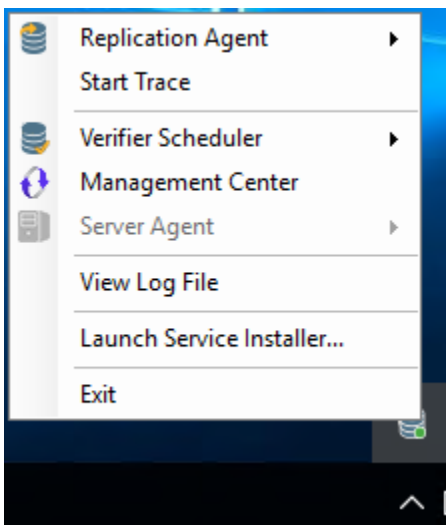 Replication Agent
Start Trace
Verifier Scheduler
Management Center
Server Agent
View Log File
Launch Service Installer...
Exit